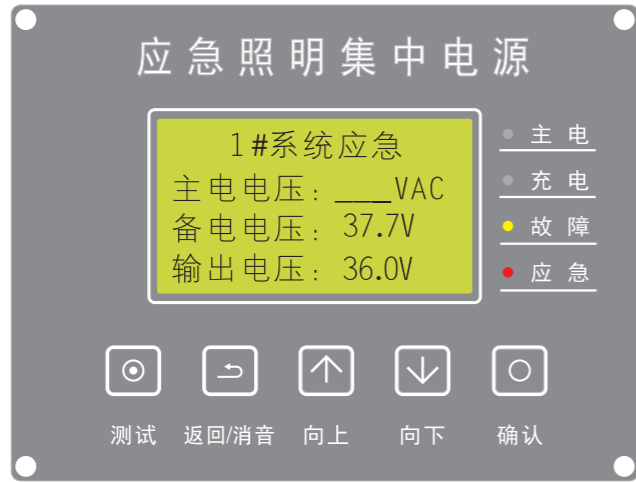 应急照明集中电源
1#系统应急
主电电压：___VAC
备电电压：37.7V
输出电压：36.0V
主电
充电
故障
应急
测试 返回/消音 向上 向下 确认